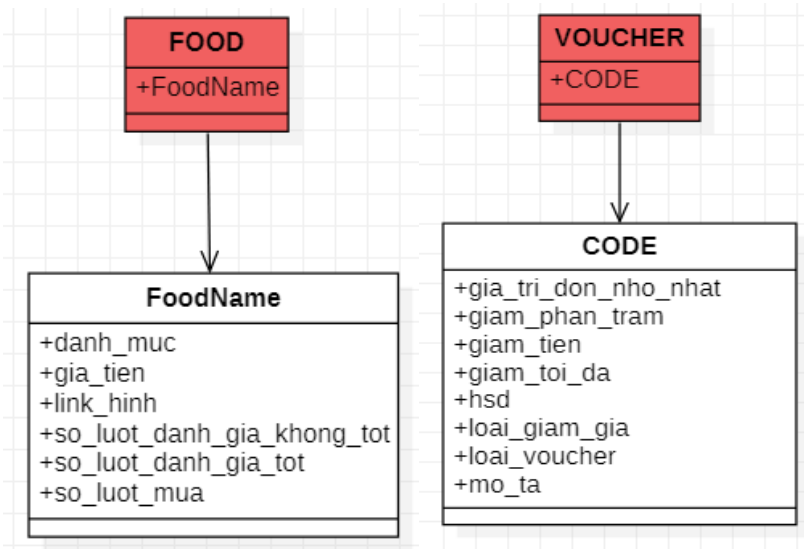 FOOD
+FoodName
FoodName
+danh_muc
+gia_tien
+link_hinh
+so_luot_danh_gia_khong_tot
+so_luot_danh_gia_tot
+so_luot_mua
VOUCHER
+CODE
CODE
+gia_tri_don_nho_nhat
+giam_phan_tram
+giam_tien
+giam_toi_da
+hsd
+loai_giam_gia
+loai_voucher
+mo_ta